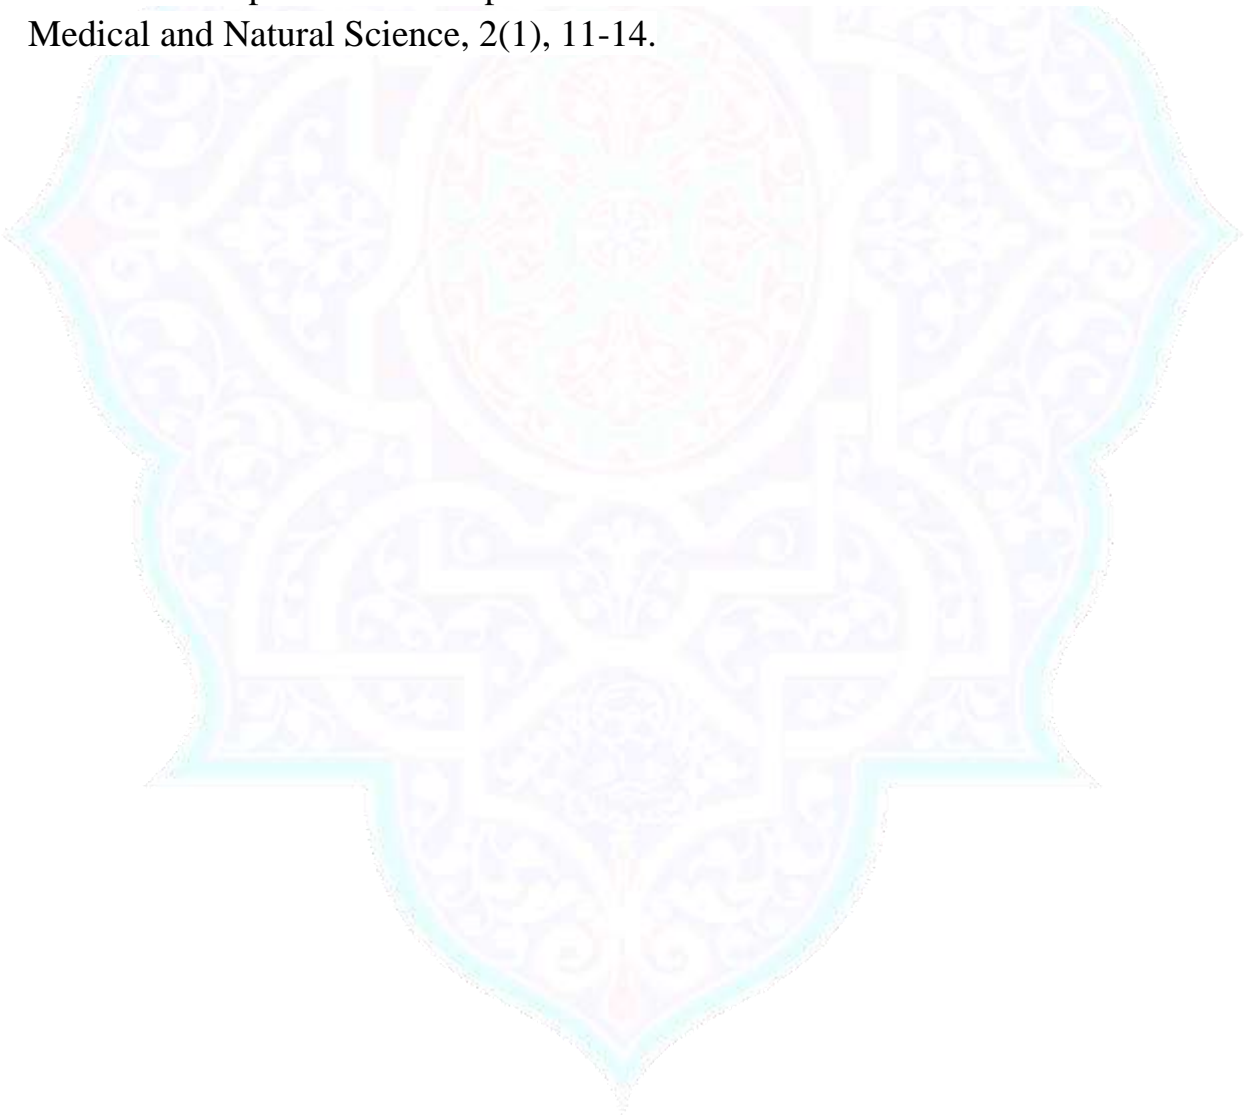 Medical and Natural Science, 2(1), 11-14.